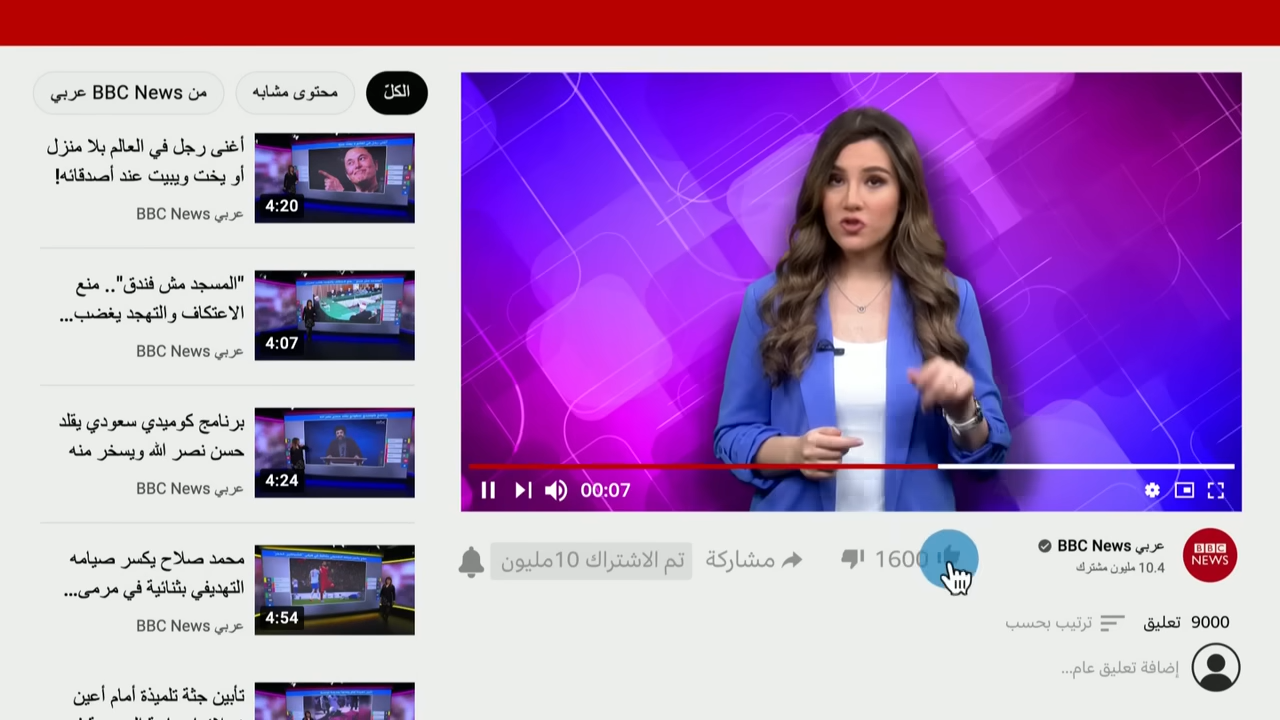 الكلّ
محتوى مشابه
من BBC News عربي
أغنى رجل في العالم بلا منزل
أو يخت ويبيت عند أصدقائه!
عربي BBC News
4:20
"المسجد مش فندق".. منع
الاعتكاف والتهجد يغضب...
عربي BBC News
4:07
برنامج كوميدي سعودي يقلد
حسن نصر الله ويسخر منه
عربي BBC News
4:24
محمد صلاح يكسر صيامه
التهديفي بثنائية في مرمى...
عربي BBC News
4:54
تأبين جثة تلميذة أمام أعين
00:07
BBC
NEWS
عربي BBC News
10.4 مليون مشترك
1600
مشاركة
تم الاشتراك 10مليون
9000 تعليق
ترتيب بحسب
إضافة تعليق عام...